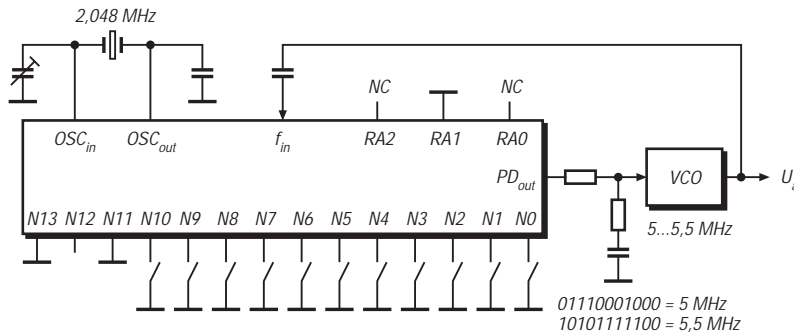 2,048 MHz
NC
NC
OSCin
OSCout
fin
RA2
RA1
RA0
PDout
VCO
N13 N12 N11 N10 N9 N8 N7 N6 N5 N4 N3 N2 N1 N0
5...5,5 MHz
01110001000 = 5 MHz
10101111100 = 5,5 MHz